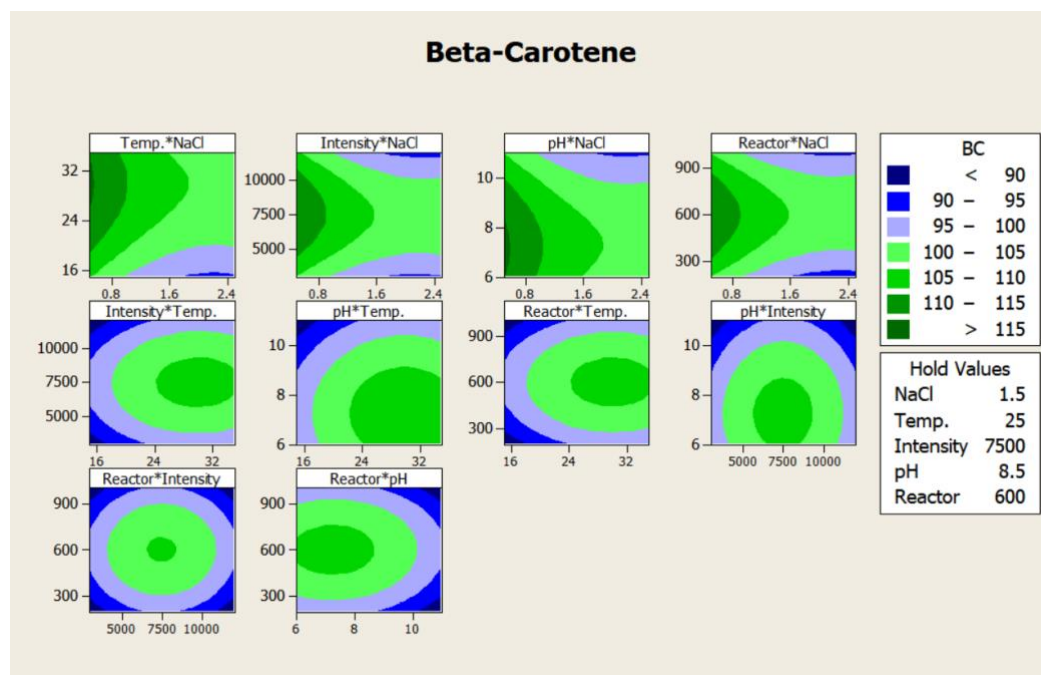 Beta-Carotene
Temp.*NaCl
32
24
16
0.8 1.6 2.4
Intensity*NaCl
10000
7500
5000
0.8 1.6 2.4
pH*NaCl
10
8
6
0.8 1.6 2.4
Reactor*NaCl
900
600
300
0.8 1.6 2.4
Intensity*Temp.
10000
7500
5000
16 24 32
pH*Temp.
10
8
6
16 24 32
Reactor*Temp.
900
600
300
16 24 32
pH*Intensity
10
8
6
5000 7500 10000
Reactor*Intensity
900
600
300
5000 7500 10000
Reactor*pH
900
600
300
6 8 10
BC
< 90
90 – 95
95 – 100
100 – 105
105 – 110
110 – 115
> 115
Hold Values
NaCl 1.5
Temp. 25
Intensity 7500
pH 8.5
Reactor 600